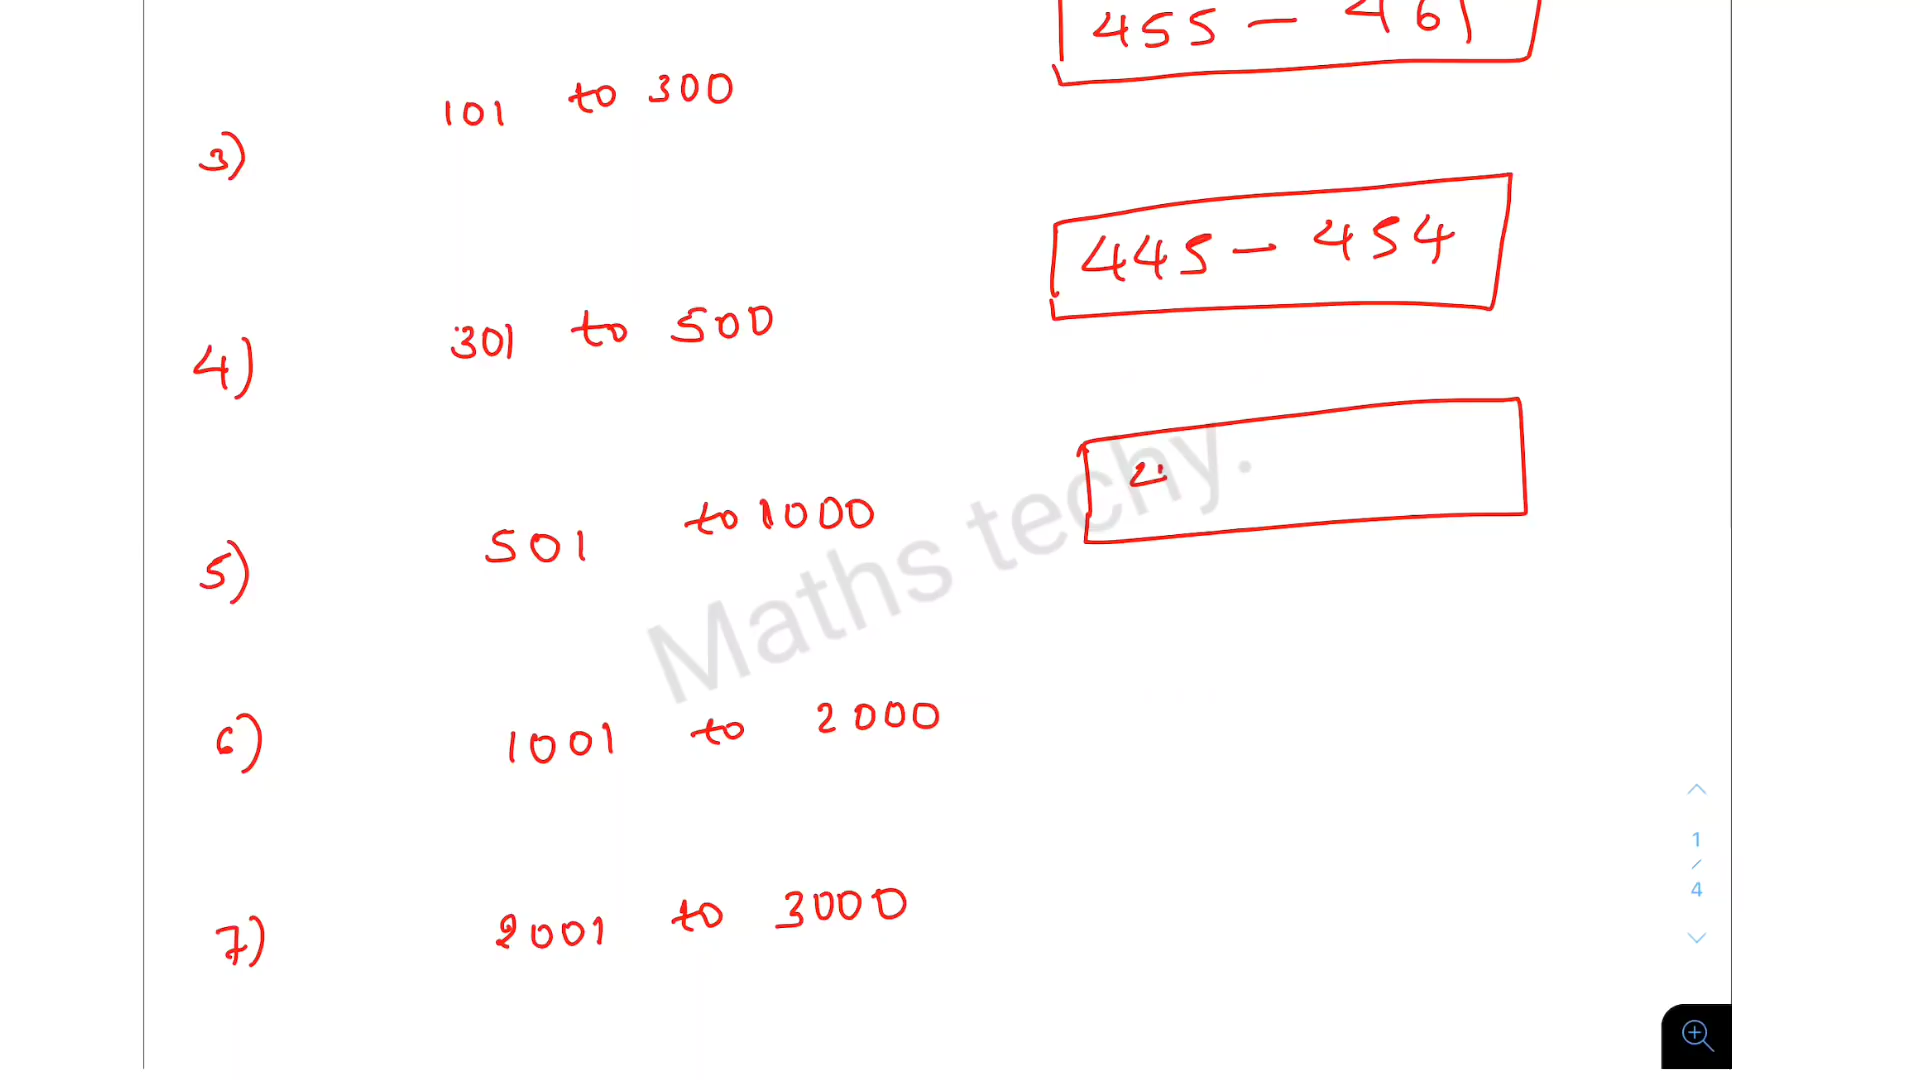 455 - 461
101 to 300
3)
445 - 454
301 to 500
4)
501 to 1000
5)
1001 to 2000
6)
2001 to 3000
7)
Maths techy.
1
/
4